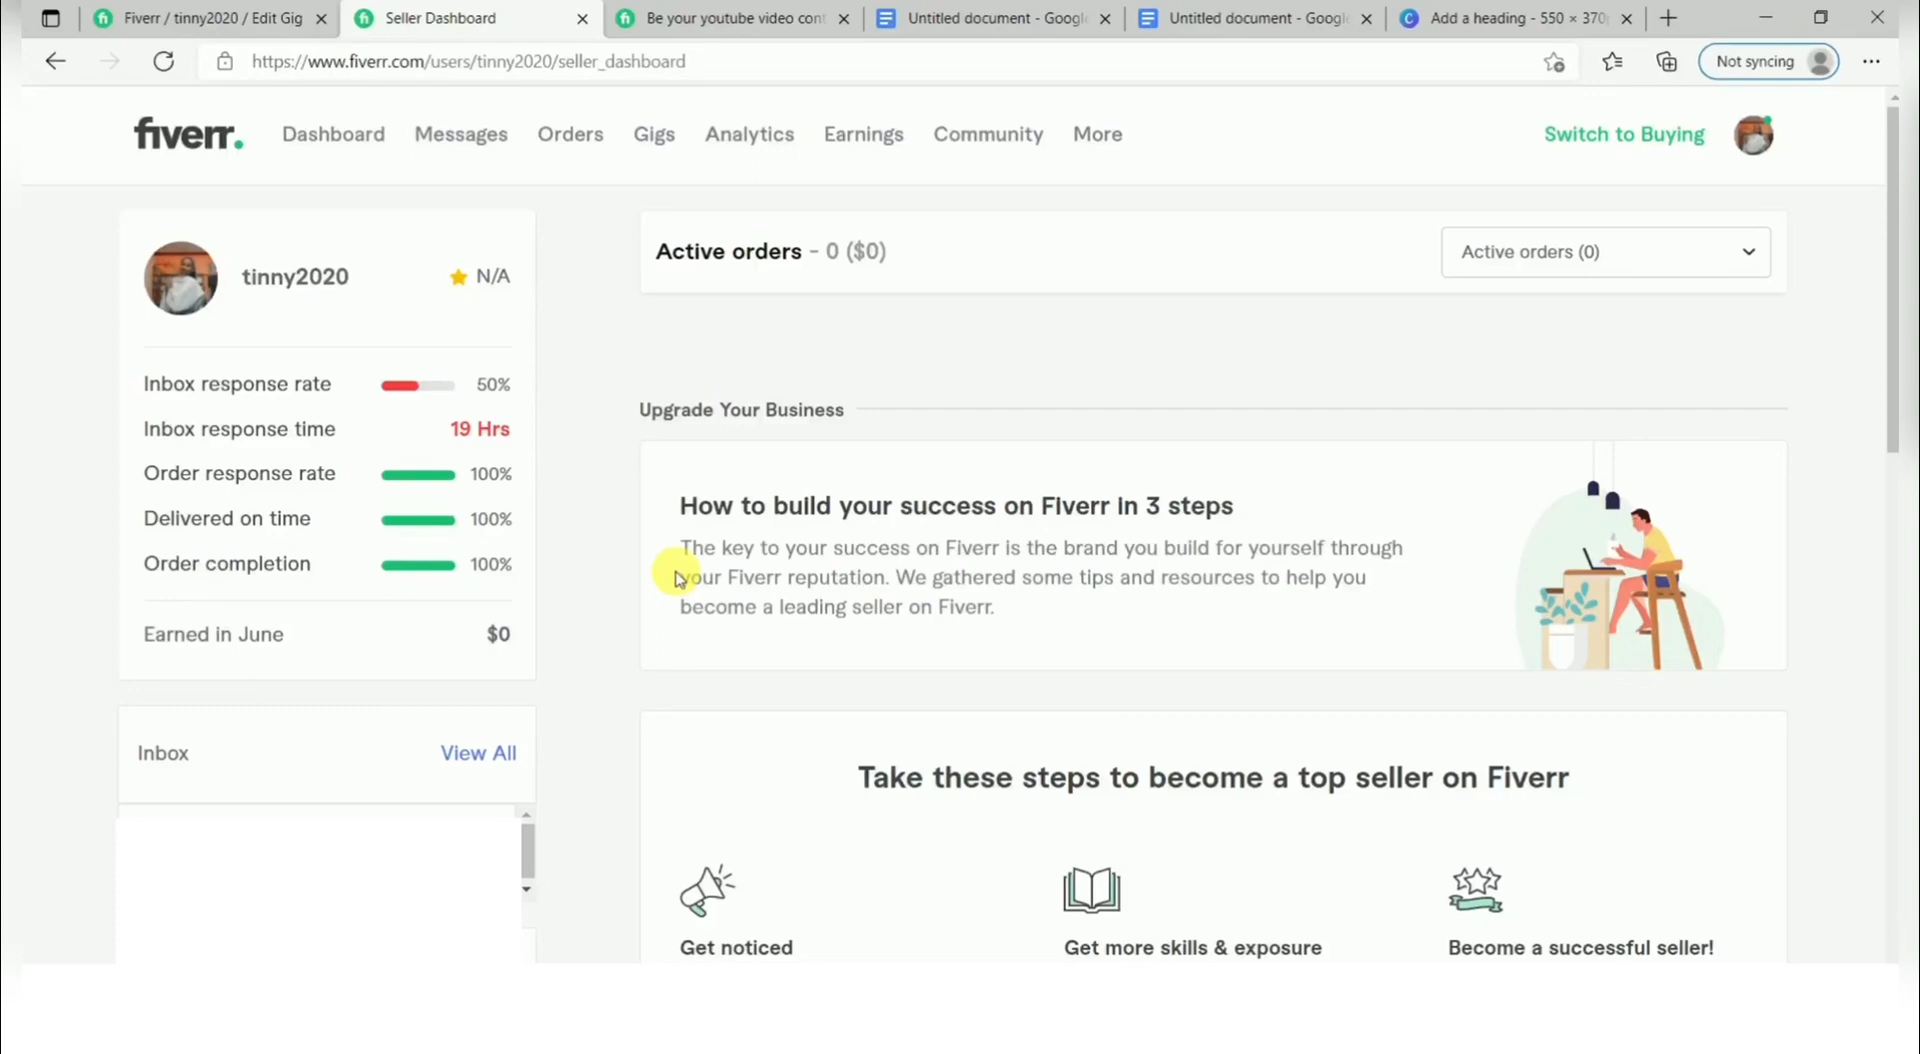 Fiverr / tinny2020 / Edit Gig
Seller Dashboard
Be your youtube video cont
Untitled document - Google
Untitled document - Google
Add a heading - 550 × 370p
https://www.fiverr.com/users/tinny2020/seller_dashboard
Not syncing
fiverr.
Dashboard
Messages
Orders
Gigs
Analytics
Earnings
Community
More
Switch to Buying
tinny2020
N/A
Inbox response rate 50%
Inbox response time 19 Hrs
Order response rate 100%
Delivered on time 100%
Order completion 100%
Earned in June $0
Inbox View All
Active orders - 0 ($0)
Active orders (0)
Upgrade Your Business
How to build your success on Fiverr in 3 steps
The key to your success on Fiverr is the brand you build for yourself through
your Fiverr reputation. We gathered some tips and resources to help you
become a leading seller on Fiverr.
Take these steps to become a top seller on Fiverr
Get noticed
Get more skills & exposure
Become a successful seller!